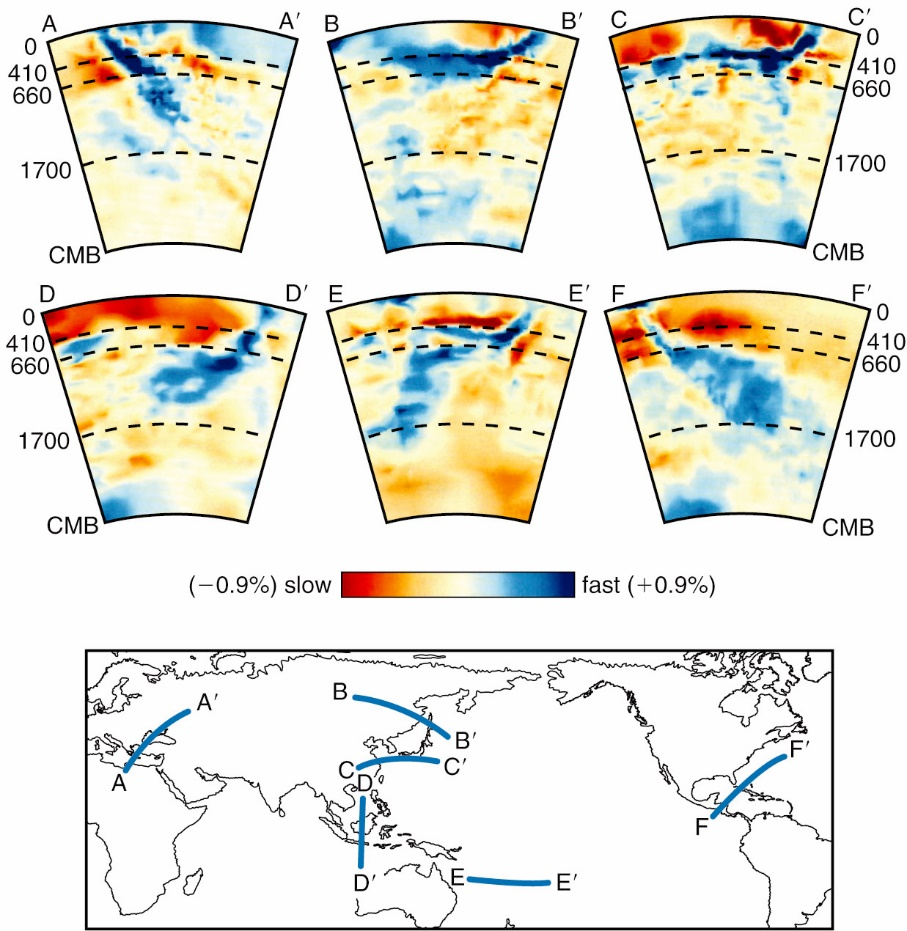 A A′ B B′ C C′
0 0
410 410
660 660
1700 1700
CMB CMB
D D′ E E′ F F′
0 0
410 410
660 660
1700 1700
CMB CMB
(−0.9%) slow fast (+0.9%)
A′ B
B′ F′
C C′
A D′
F
E E′
D′